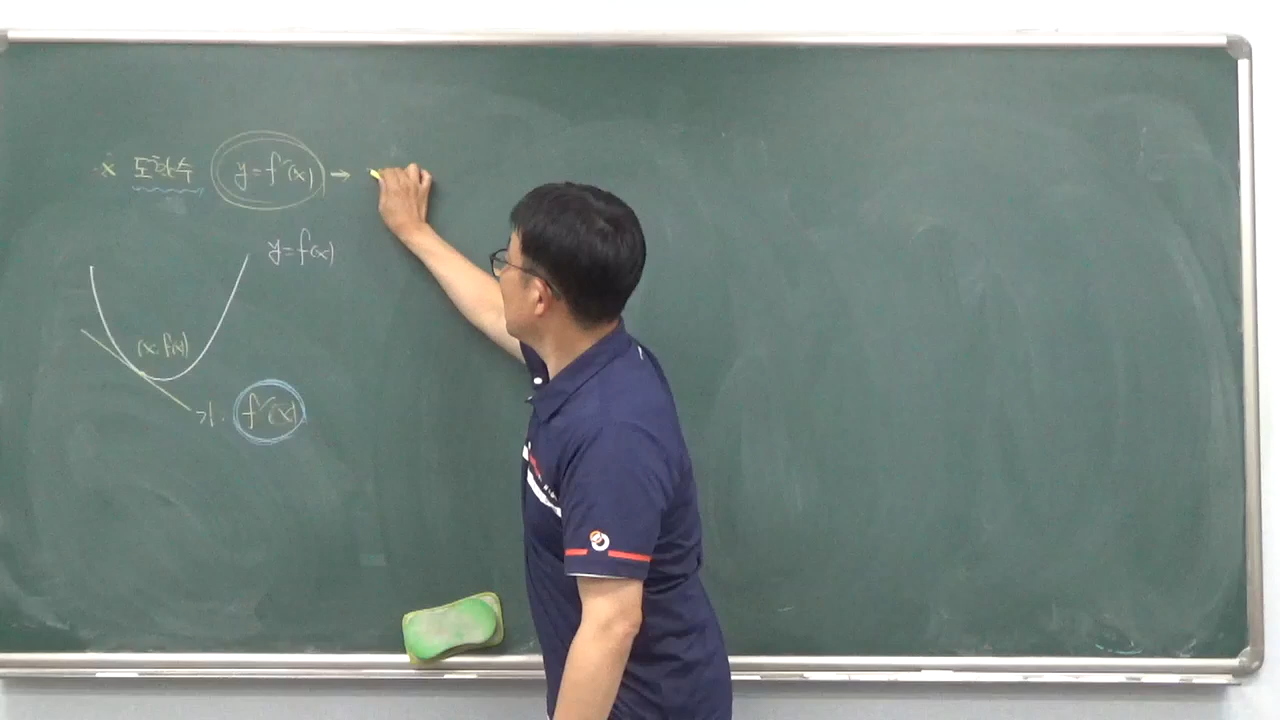 ※ 도함수 y=f'(x) →
y=f(x)
(x, f(x))
기. f'(x)